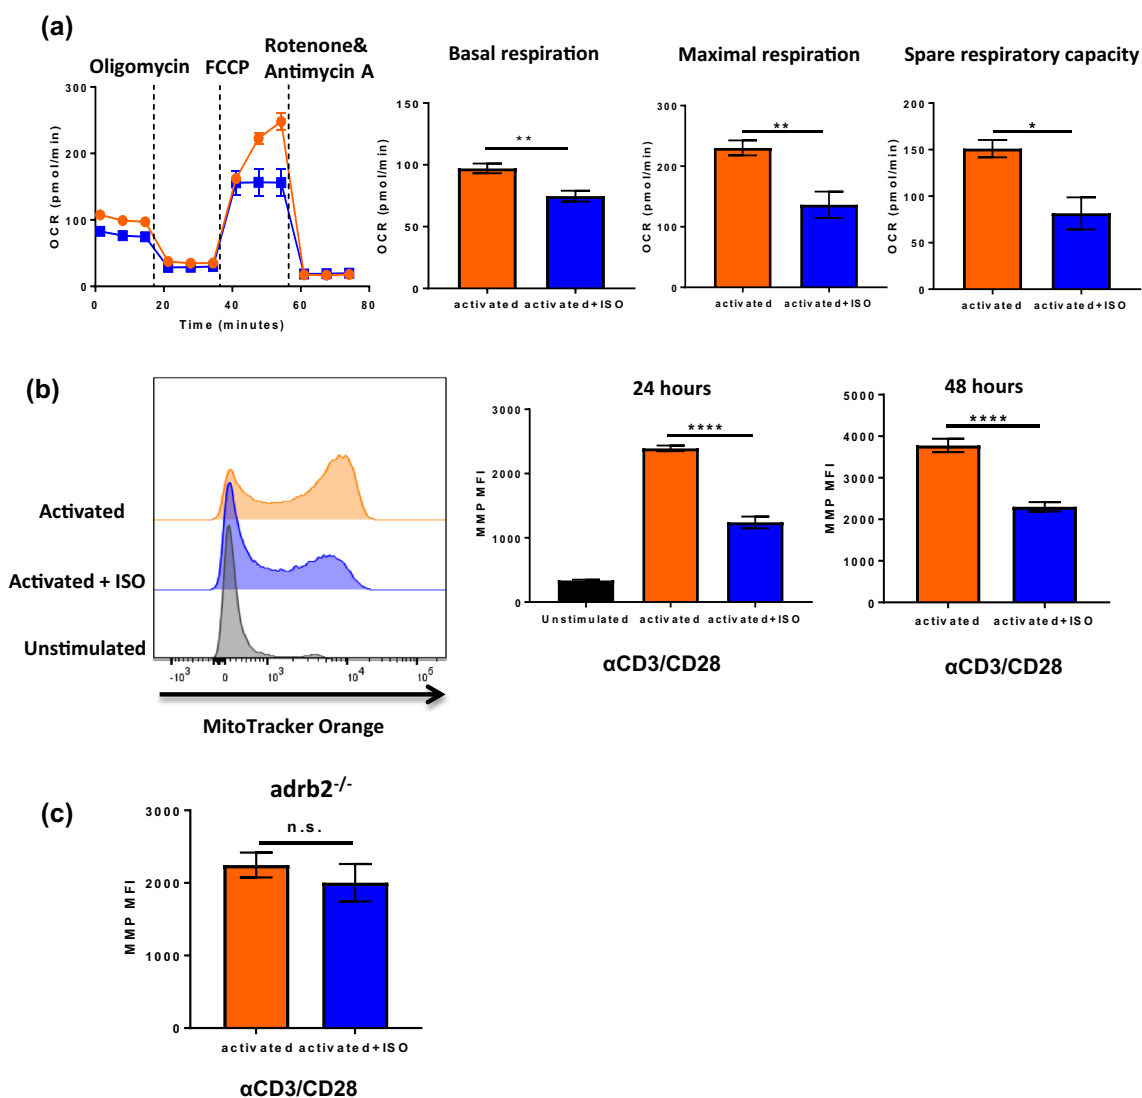 (a)
Oligomycin
FCCP
Rotenone&
Antimycin A
OCR (pmol/min)
300
200
100
0
0
20
40
60
80
Time (minutes)
Basal respiration
OCR (pmol/min)
150
100
50
0
**
activated
activated+ISO
Maximal respiration
OCR (pmol/min)
300
200
100
0
**
activated
activated+ISO
Spare respiratory capacity
OCR (pmol/min)
200
150
100
50
0
*
activated
activated+ISO
(b)
Activated
Activated + ISO
Unstimulated
-10³
0
10³
10⁴
10⁵
MitoTracker Orange
24 hours
MMP MFI
3000
2000
1000
0
****
Unstimulated
activated
activated+ISO
αCD3/CD28
48 hours
MMP MFI
5000
4000
3000
2000
1000
0
****
activated
activated+ISO
αCD3/CD28
(c)
adrb2⁻/⁻
MMP MFI
3000
2000
1000
0
n.s.
activated
activated+ISO
αCD3/CD28